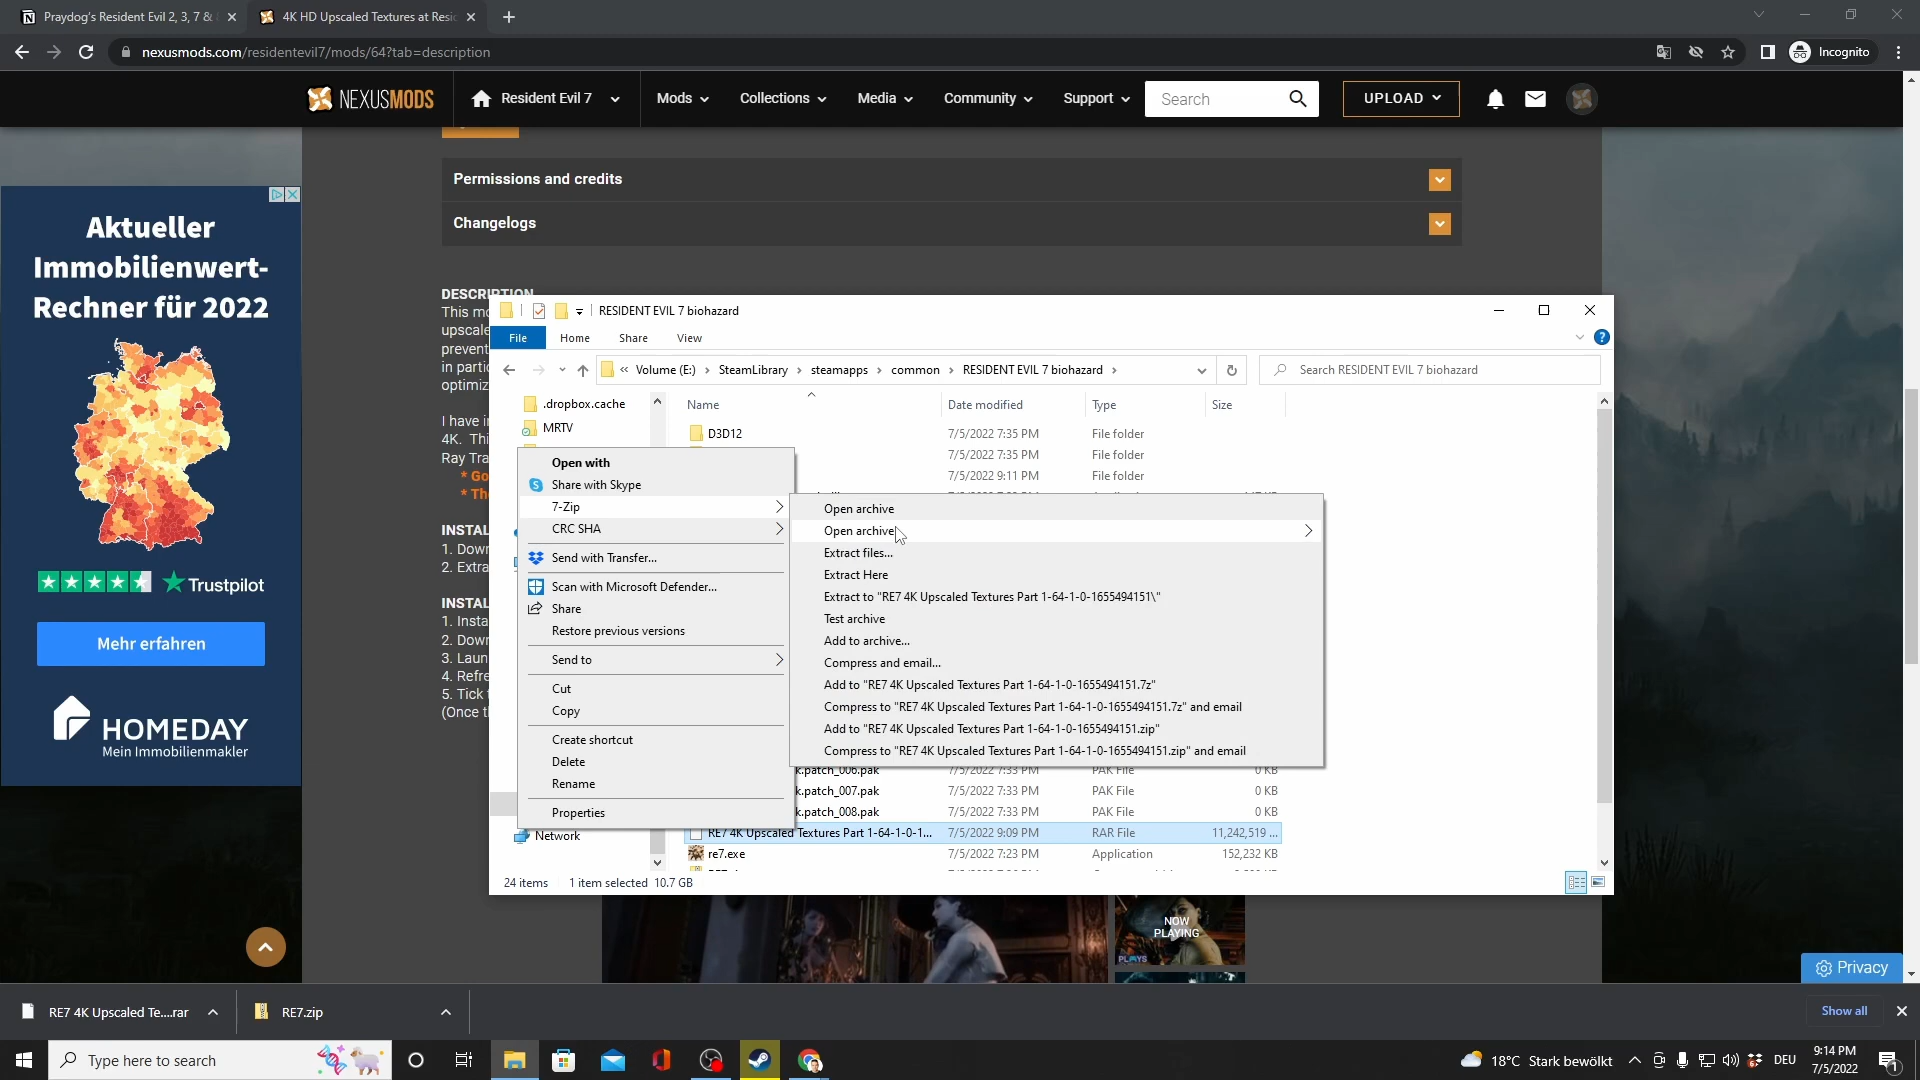 Praydog's Resident Evil 2, 3, 7 &
4K HD Upscaled Textures at Resi
nexusmods.com/residentevil7/mods/64?tab=description
Incognito
NEXUSMODS
Resident Evil 7
Mods
Collections
Media
Community
Support
Search
UPLOAD
Permissions and credits
Changelogs
Aktueller
Immobilienwert-
Rechner für 2022
Trustpilot
Mehr erfahren
HOMEDAY
Mein Immobilienmakler
DESCRIPTION
This mo
upscale
prevent
in partic
optimiz
I have i
4K. Thi
Ray Tra
* Go
* The
INSTAL
1. Down
2. Extra
INSTAL
1. Insta
2. Down
3. Laun
4. Refre
5. Tick
(Once t
RESIDENT EVIL 7 biohazard
File
Home
Share
View
« Volume (E:) › SteamLibrary › steamapps › common › RESIDENT EVIL 7 biohazard ›
Search RESIDENT EVIL 7 biohazard
.dropbox.cache
MRTV
Network
Name
Date modified
Type
Size
D3D12
7/5/2022 7:35 PM
File folder
7/5/2022 7:35 PM
File folder
7/5/2022 9:11 PM
File folder
Open with
Share with Skype
7-Zip
CRC SHA
Send with Transfer...
Scan with Microsoft Defender...
Share
Restore previous versions
Send to
Cut
Copy
Create shortcut
Delete
Rename
Properties
Open archive
Open archive
Extract files...
Extract Here
Extract to "RE7 4K Upscaled Textures Part 1-64-1-0-1655494151\"
Test archive
Add to archive...
Compress and email...
Add to "RE7 4K Upscaled Textures Part 1-64-1-0-1655494151.7z"
Compress to "RE7 4K Upscaled Textures Part 1-64-1-0-1655494151.7z" and email
Add to "RE7 4K Upscaled Textures Part 1-64-1-0-1655494151.zip"
Compress to "RE7 4K Upscaled Textures Part 1-64-1-0-1655494151.zip" and email
k.patch_006.pak
7/5/2022 7:33 PM
PAK File
0 KB
k.patch_007.pak
7/5/2022 7:33 PM
PAK File
0 KB
k.patch_008.pak
7/5/2022 7:33 PM
PAK File
0 KB
RE7 4K Upscaled Textures Part 1-64-1-0-1...
7/5/2022 9:09 PM
RAR File
11,242,519 ...
re7.exe
7/5/2022 7:23 PM
Application
152,232 KB
24 items
1 item selected 10.7 GB
NOW
PLAYING
PLAYS
Privacy
RE7 4K Upscaled Te....rar
RE7.zip
Show all
Type here to search
18°C Stark bewölkt
DEU
9:14 PM
7/5/2022
1